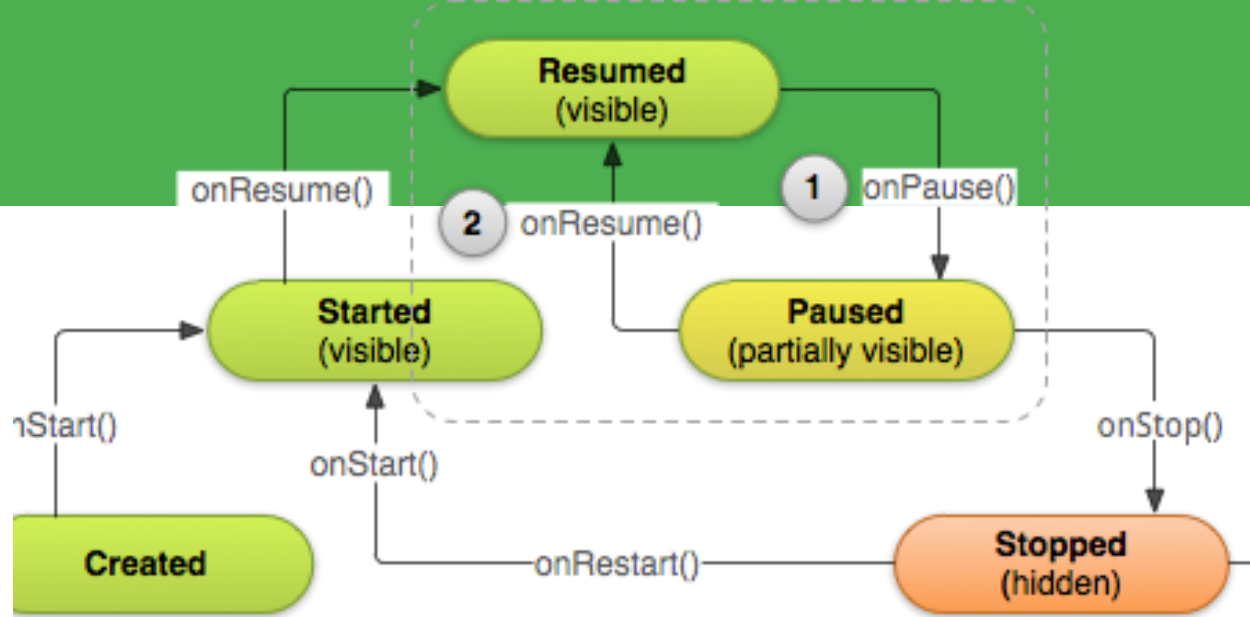 Resumed
(visible)
onResume()
1
onPause()
2
onResume()
Started
(visible)
Paused
(partially visible)
nStart()
onStop()
onStart()
Created
onRestart()
Stopped
(hidden)